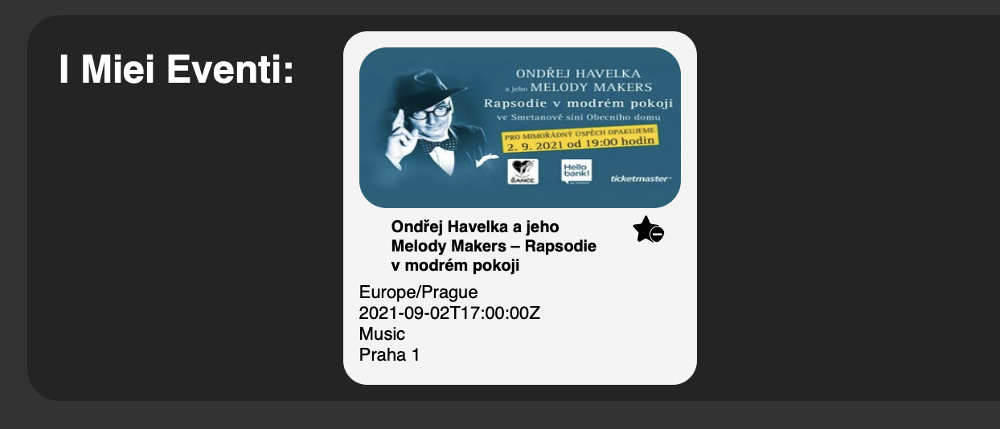 I Miei Eventi:
ONDŘEJ HAVELKA
a jeho MELODY MAKERS
Rapsodie v modrém pokoji
ve Smetanově síni Obecního domu
PRO MIMOŘÁDNÝ ÚSPĚCH OPAKUJEME
2. 9. 2021 od 19:00 hodin
ŠANCE
Hello
bank!
ticketmaster
Ondřej Havelka a jeho
Melody Makers – Rapsodie
v modrém pokoji
Europe/Prague
2021-09-02T17:00:00Z
Music
Praha 1